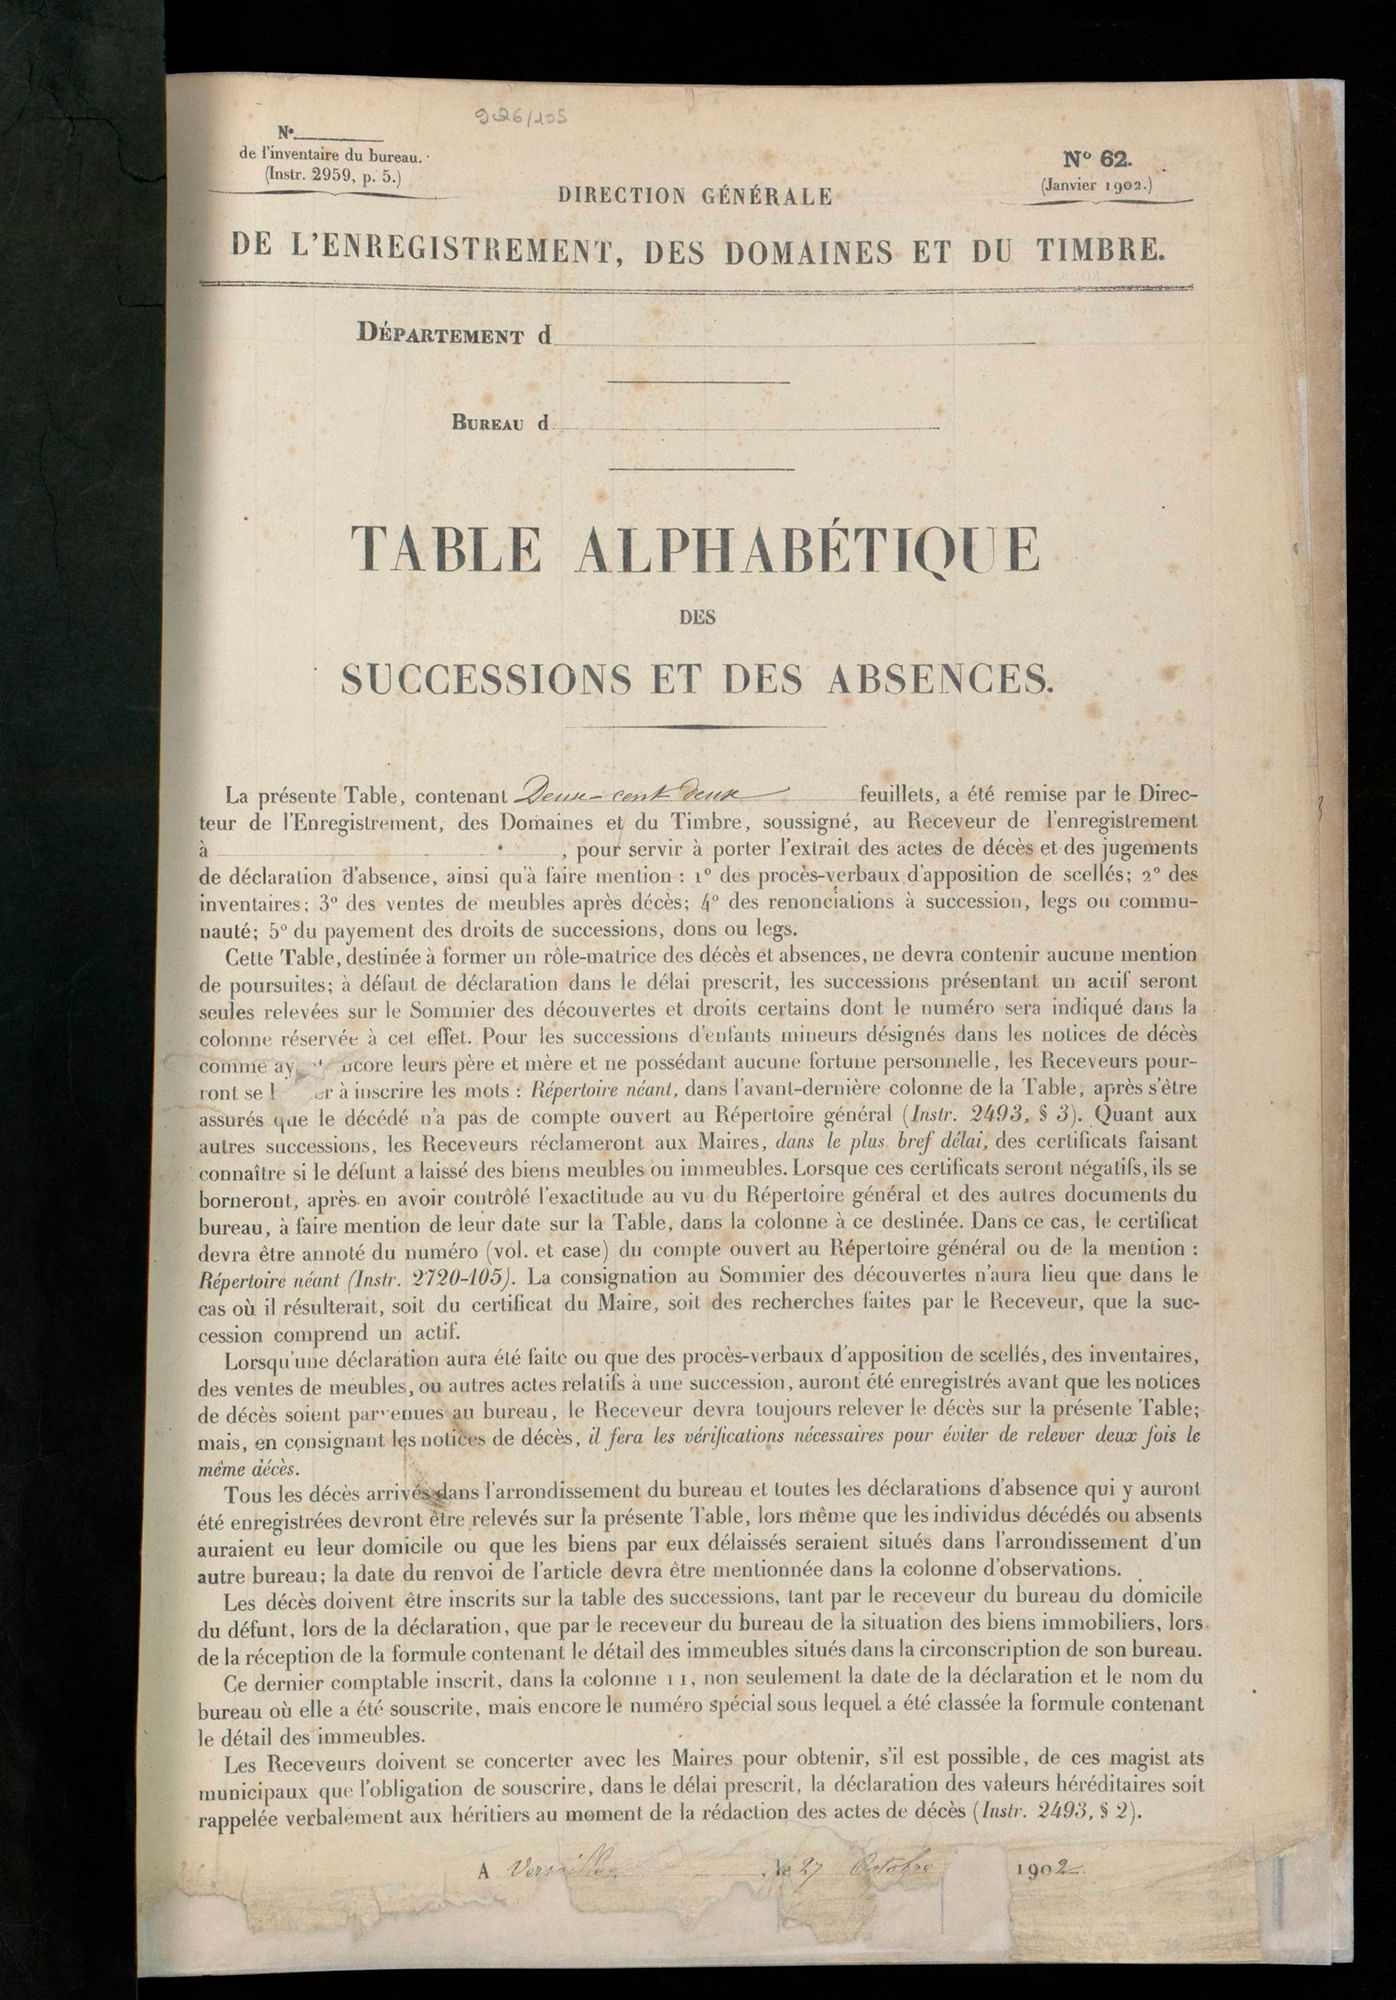 926/105
N°
de l'inventaire du bureau.
(Instr. 2959, p. 5.)
N° 62.
(Janvier 1902.)
DIRECTION GÉNÉRALE
DE L'ENREGISTREMENT, DES DOMAINES ET DU TIMBRE.
DÉPARTEMENT d
BUREAU d
TABLE ALPHABÉTIQUE
DES
SUCCESSIONS ET DES ABSENCES.
La présente Table, contenant Deux-cent deux feuillets, a été remise par le Direc-
teur de l'Enregistrement, des Domaines et du Timbre, soussigné, au Receveur de l'enregistrement
à , pour servir à porter l'extrait des actes de décès et des jugements
de déclaration d'absence, ainsi qu'à faire mention : 1° des procès-verbaux d'apposition de scellés; 2° des
inventaires; 3° des ventes de meubles après décès; 4° des renonciations à succession, legs ou commu-
nauté; 5° du payement des droits de successions, dons ou legs.
Cette Table, destinée à former un rôle-matrice des décès et absences, ne devra contenir aucune mention
de poursuites; à défaut de déclaration dans le délai prescrit, les successions présentant un actif seront
seules relevées sur le Sommier des découvertes et droits certains dont le numéro sera indiqué dans la
colonne réservée à cet effet. Pour les successions d'enfants mineurs désignés dans les notices de décès
comme ay core leurs père et mère et ne possédant aucune fortune personnelle, les Receveurs pour-
ront se er à inscrire les mots : Répertoire néant, dans l'avant-dernière colonne de la Table, après s'être
assurés que le décédé n'a pas de compte ouvert au Répertoire général (Instr. 2493, § 3). Quant aux
autres successions, les Receveurs réclameront aux Maires, dans le plus bref délai, des certificats faisant
connaître si le défunt a laissé des biens meubles ou immeubles. Lorsque ces certificats seront négatifs, ils se
borneront, après en avoir contrôlé l'exactitude au vu du Répertoire général et des autres documents du
bureau, à faire mention de leur date sur la Table, dans la colonne à ce destinée. Dans ce cas, le certificat
devra être annoté du numéro (vol. et case) du compte ouvert au Répertoire général ou de la mention :
Répertoire néant (Instr. 2720-105). La consignation au Sommier des découvertes n'aura lieu que dans le
cas où il résulterait, soit du certificat du Maire, soit des recherches faites par le Receveur, que la suc-
cession comprend un actif.
Lorsqu'une déclaration aura été faite ou que des procès-verbaux d'apposition de scellés, des inventaires,
des ventes de meubles, ou autres actes relatifs à une succession, auront été enregistrés avant que les notices
de décès soient parvenues au bureau, le Receveur devra toujours relever le décès sur la présente Table;
mais, en consignant les notices de décès, il fera les vérifications nécessaires pour éviter de relever deux fois le
même décès.
Tous les décès arrivés dans l'arrondissement du bureau et toutes les déclarations d'absence qui y auront
été enregistrées devront être relevés sur la présente Table, lors même que les individus décédés ou absents
auraient eu leur domicile ou que les biens par eux délaissés seraient situés dans l'arrondissement d'un
autre bureau; la date du renvoi de l'article devra être mentionnée dans la colonne d'observations.
Les décès doivent être inscrits sur la table des successions, tant par le receveur du bureau du domicile
du défunt, lors de la déclaration, que par le receveur du bureau de la situation des biens immobiliers, lors
de la réception de la formule contenant le détail des immeubles situés dans la circonscription de son bureau.
Ce dernier comptable inscrit, dans la colonne 11, non seulement la date de la déclaration et le nom du
bureau où elle a été souscrite, mais encore le numéro spécial sous lequel a été classée la formule contenant
le détail des immeubles.
Les Receveurs doivent se concerter avec les Maires pour obtenir, s'il est possible, de ces magist ats
municipaux que l'obligation de souscrire, dans le délai prescrit, la déclaration des valeurs héréditaires soit
rappelée verbalement aux héritiers au moment de la rédaction des actes de décès (Instr. 2493, § 2).
A Versailles, le 27 Octobre 1902.